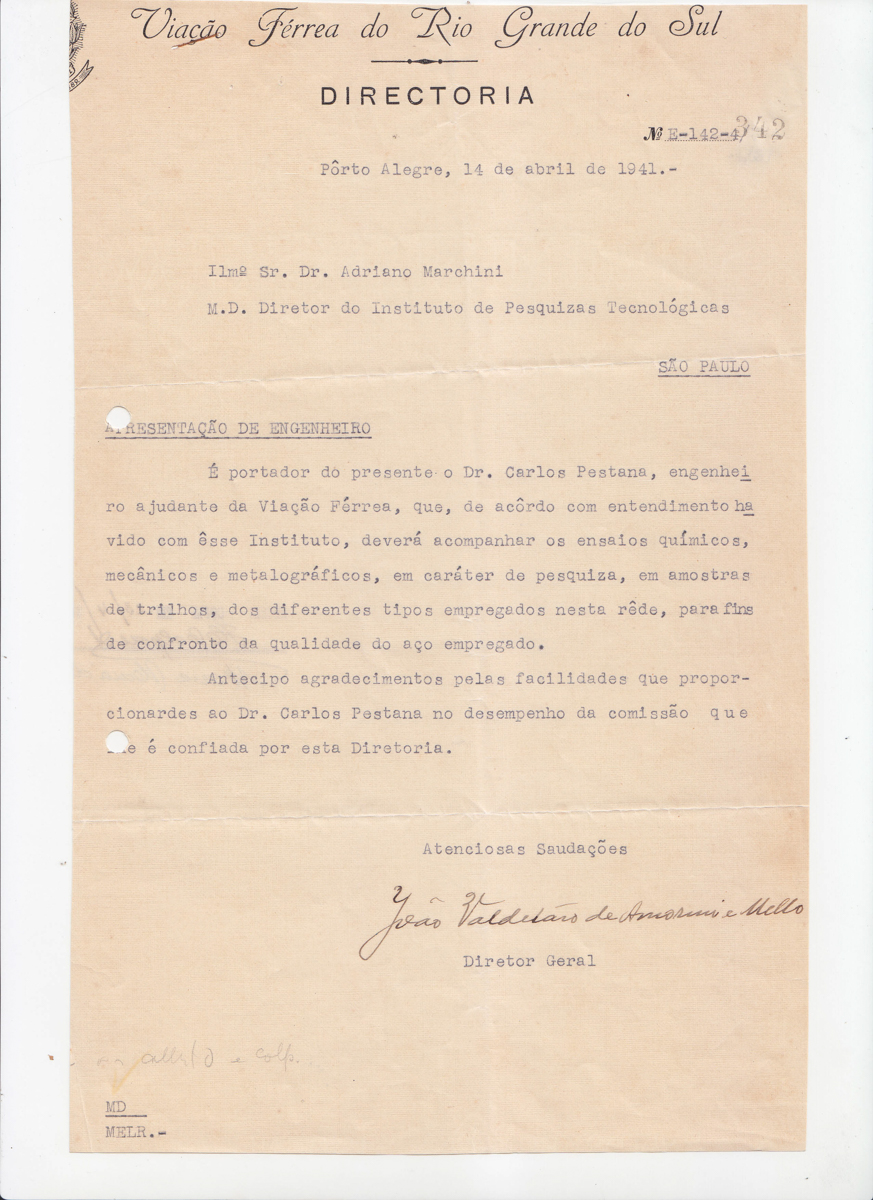 Viação Férrea do Rio Grande do Sul
DIRECTORIA
Nº E-142-4/342
Pôrto Alegre, 14 de abril de 1941.-
Ilmº Sr. Dr. Adriano Marchini
M.D. Diretor do Instituto de Pesquizas Tecnológicas
SÃO PAULO
APRESENTAÇÃO DE ENGENHEIRO
É portador do presente o Dr. Carlos Pestana, engenhei
ro ajudante da Viação Férrea, que, de acôrdo com entendimento ha
vido com êsse Instituto, deverá acompanhar os ensaios químicos,
mecânicos e metalográficos, em caráter de pesquiza, em amostras
de trilhos, dos diferentes tipos empregados nesta rêde, para fins
de confronto da qualidade do aço empregado.
Antecipo agradecimentos pelas facilidades que propor-
cionardes ao Dr. Carlos Pestana no desempenho da comissão que
é confiada por esta Diretoria.
Atenciosas Saudações
João Valdetáro de Amorim e Mello
Diretor Geral
MD
MELR.-